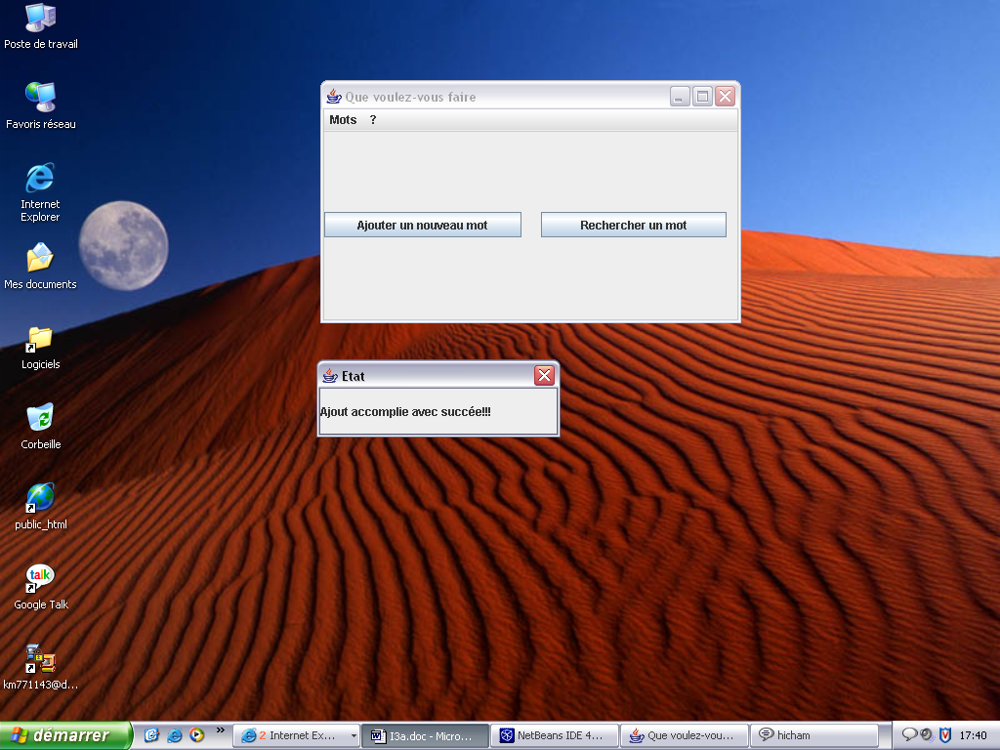 Poste de travail
Favoris réseau
Internet
Explorer
Mes documents
Logiciels
Corbeille
public_html
talk
Google Talk
km771143@d...
Que voulez-vous faire
Mots ?
Ajouter un nouveau mot
Rechercher un mot
Etat
Ajout accomplie avec succée!!!
démarrer
»
2 Internet Ex...
I3a.doc - Micro...
NetBeans IDE 4...
Que voulez-vou...
hicham
17:40